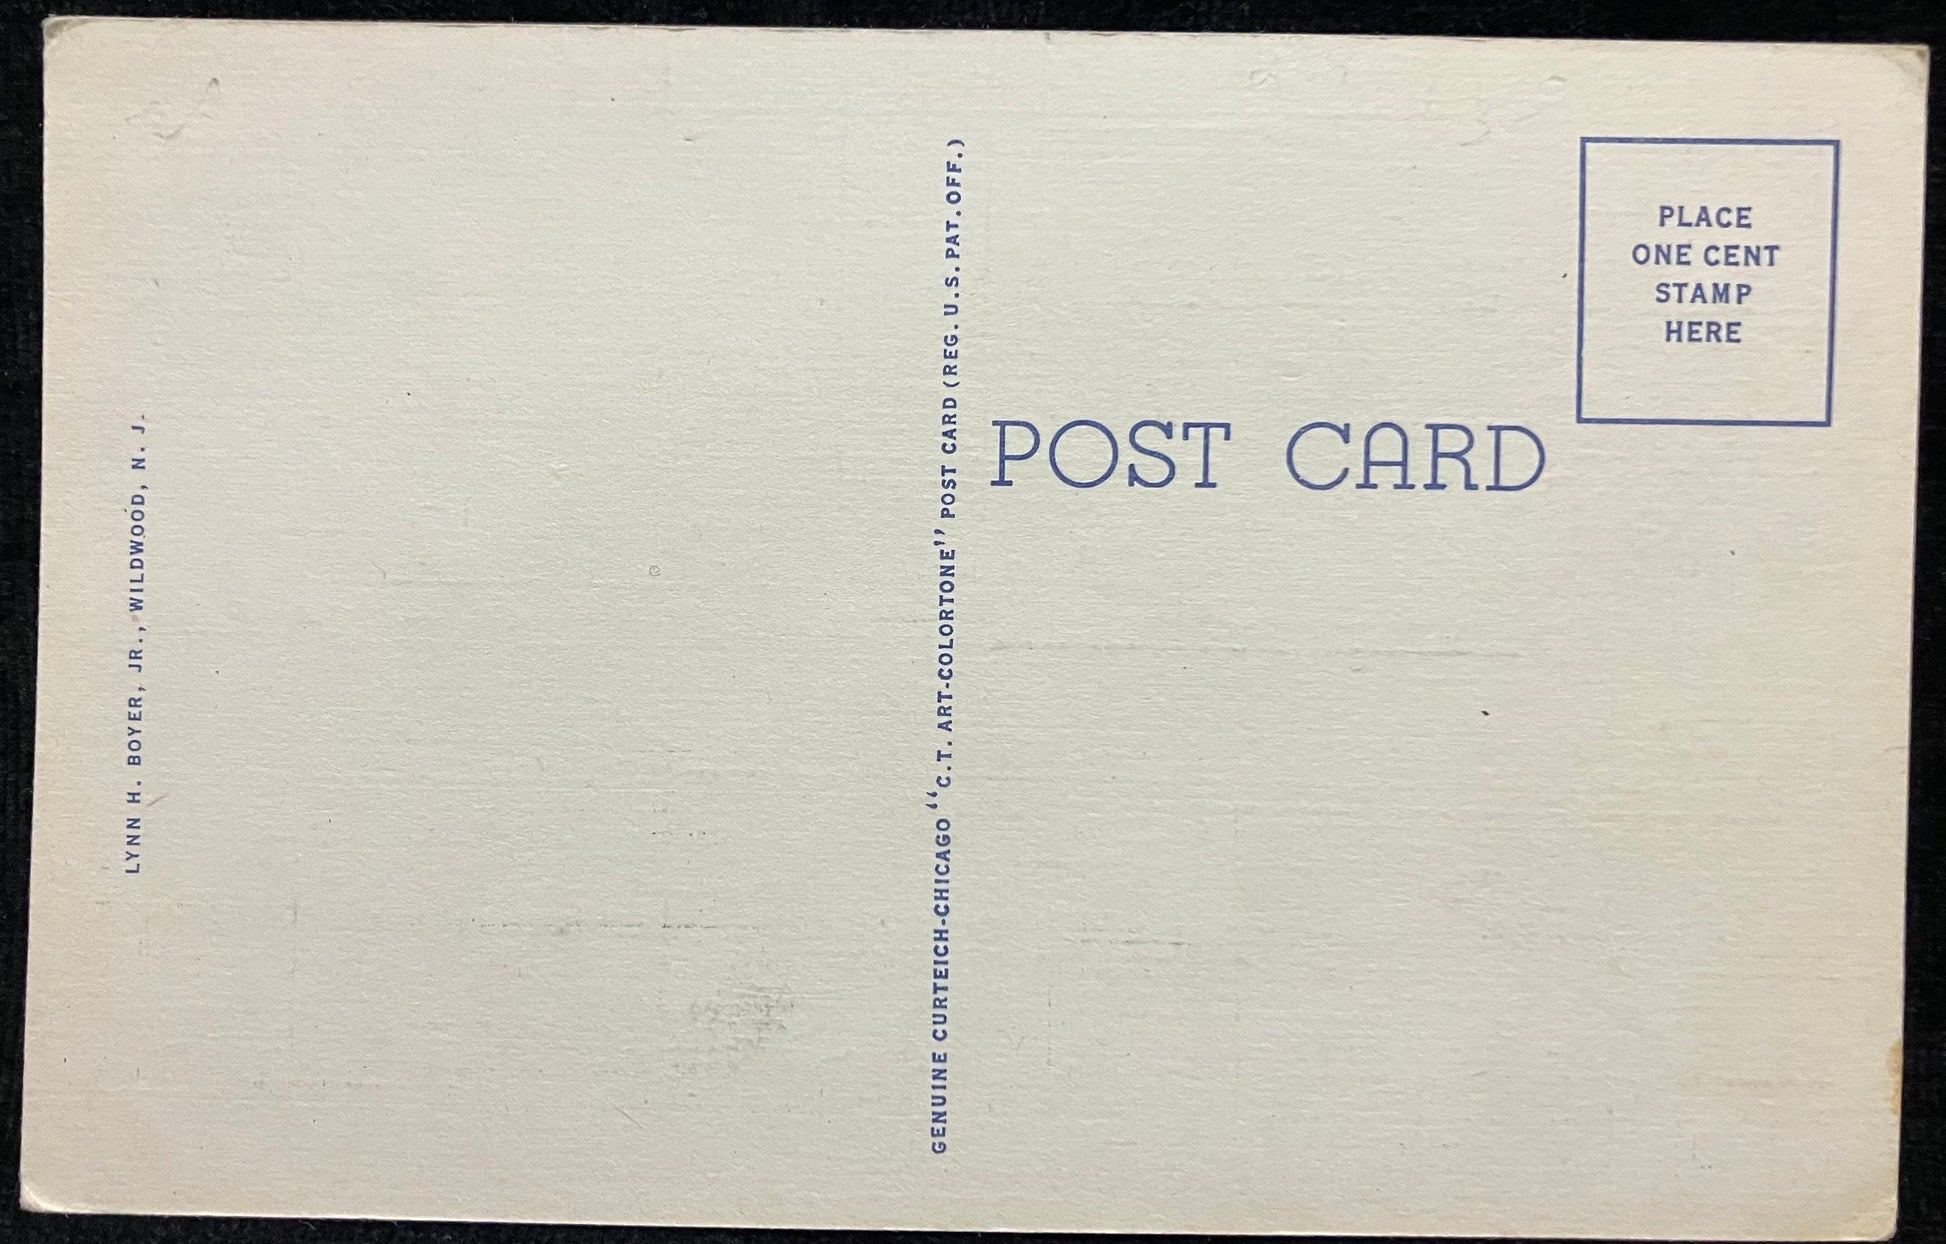 LYNN H. BOYER, JR., WILDWOOD, N. J.
GENUINE CURTEICH-CHICAGO “C.T. ART-COLORTONE” POST CARD (REG. U.S. PAT. OFF.)
PLACE
ONE CENT
STAMP
HERE
POST CARD